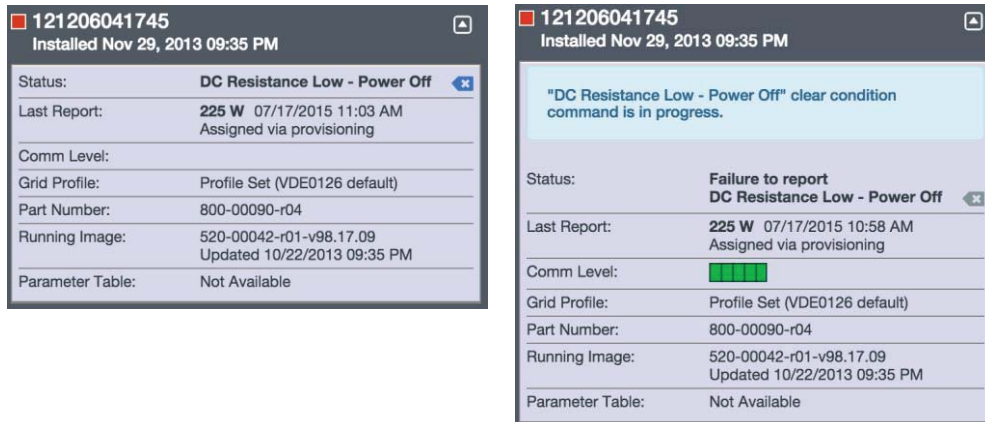 121206041745
Installed Nov 29, 2013 09:35 PM
Status: DC Resistance Low - Power Off
Last Report: 225 W 07/17/2015 11:03 AM
Assigned via provisioning
Comm Level:
Grid Profile: Profile Set (VDE0126 default)
Part Number: 800-00090-r04
Running Image: 520-00042-r01-v98.17.09
Updated 10/22/2013 09:35 PM
Parameter Table: Not Available
121206041745
Installed Nov 29, 2013 09:35 PM
"DC Resistance Low - Power Off" clear condition
command is in progress.
Status: Failure to report
DC Resistance Low - Power Off
Last Report: 225 W 07/17/2015 10:58 AM
Assigned via provisioning
Comm Level:
Grid Profile: Profile Set (VDE0126 default)
Part Number: 800-00090-r04
Running Image: 520-00042-r01-v98.17.09
Updated 10/22/2013 09:35 PM
Parameter Table: Not Available